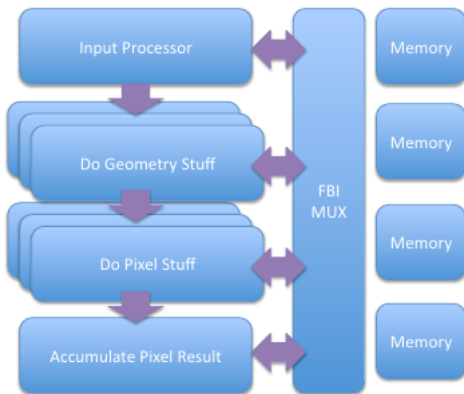 Input Processor
Do Geometry Stuff
Do Pixel Stuff
Accumulate Pixel Result
FBI
MUX
Memory
Memory
Memory
Memory